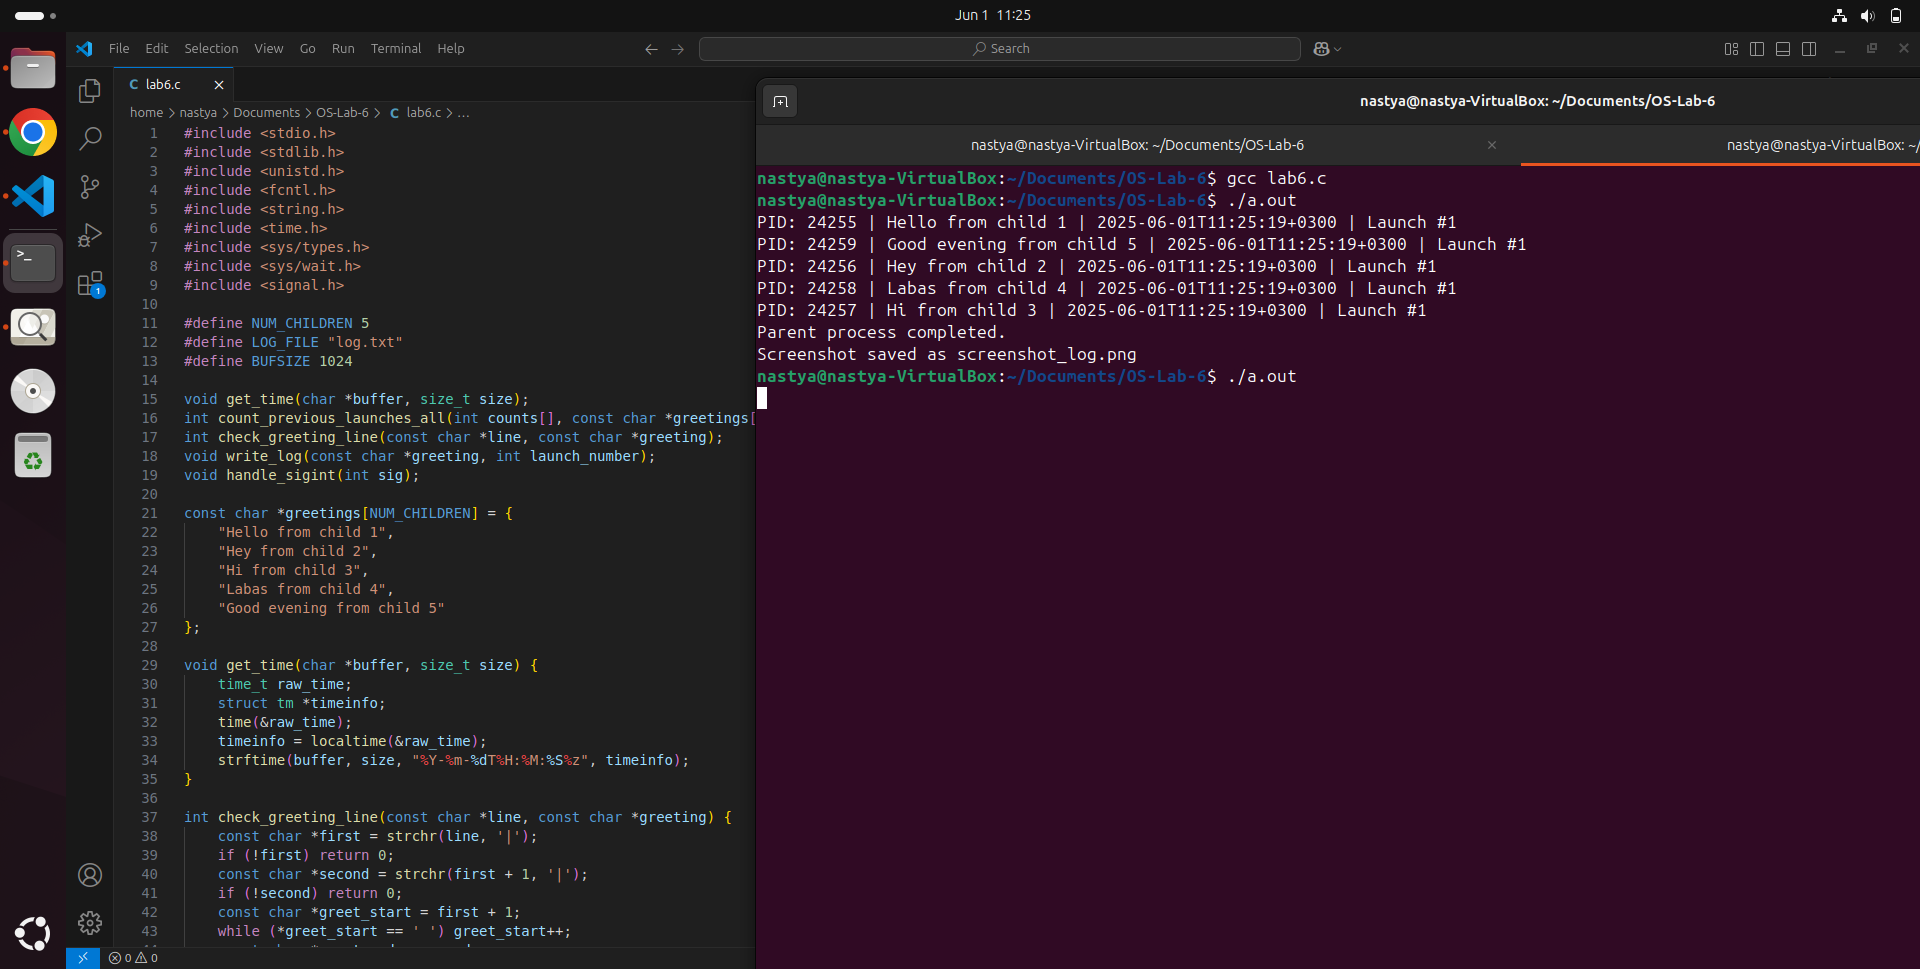 Jun 1 11:25
File Edit Selection View Go Run Terminal Help
Search
C lab6.c
home > nastya > Documents > OS-Lab-6 > C lab6.c > ...
1 #include <stdio.h>
2 #include <stdlib.h>
3 #include <unistd.h>
4 #include <fcntl.h>
5 #include <string.h>
6 #include <time.h>
7 #include <sys/types.h>
8 #include <sys/wait.h>
9 #include <signal.h>
10
11 #define NUM_CHILDREN 5
12 #define LOG_FILE "log.txt"
13 #define BUFSIZE 1024
14
15 void get_time(char *buffer, size_t size);
16 int count_previous_launches_all(int counts[], const char *greetings[
17 int check_greeting_line(const char *line, const char *greeting);
18 void write_log(const char *greeting, int launch_number);
19 void handle_sigint(int sig);
20
21 const char *greetings[NUM_CHILDREN] = {
22 "Hello from child 1",
23 "Hey from child 2",
24 "Hi from child 3",
25 "Labas from child 4",
26 "Good evening from child 5"
27 };
28
29 void get_time(char *buffer, size_t size) {
30 time_t raw_time;
31 struct tm *timeinfo;
32 time(&raw_time);
33 timeinfo = localtime(&raw_time);
34 strftime(buffer, size, "%Y-%m-%dT%H:%M:%S%z", timeinfo);
35 }
36
37 int check_greeting_line(const char *line, const char *greeting) {
38 const char *first = strchr(line, '|');
39 if (!first) return 0;
40 const char *second = strchr(first + 1, '|');
41 if (!second) return 0;
42 const char *greet_start = first + 1;
43 while (*greet_start == ' ') greet_start++;
1
0 0
nastya@nastya-VirtualBox: ~/Documents/OS-Lab-6
nastya@nastya-VirtualBox: ~/Documents/OS-Lab-6
nastya@nastya-VirtualBox: ~/
nastya@nastya-VirtualBox:~/Documents/OS-Lab-6$ gcc lab6.c
nastya@nastya-VirtualBox:~/Documents/OS-Lab-6$ ./a.out
PID: 24255 | Hello from child 1 | 2025-06-01T11:25:19+0300 | Launch #1
PID: 24259 | Good evening from child 5 | 2025-06-01T11:25:19+0300 | Launch #1
PID: 24256 | Hey from child 2 | 2025-06-01T11:25:19+0300 | Launch #1
PID: 24258 | Labas from child 4 | 2025-06-01T11:25:19+0300 | Launch #1
PID: 24257 | Hi from child 3 | 2025-06-01T11:25:19+0300 | Launch #1
Parent process completed.
Screenshot saved as screenshot_log.png
nastya@nastya-VirtualBox:~/Documents/OS-Lab-6$ ./a.out